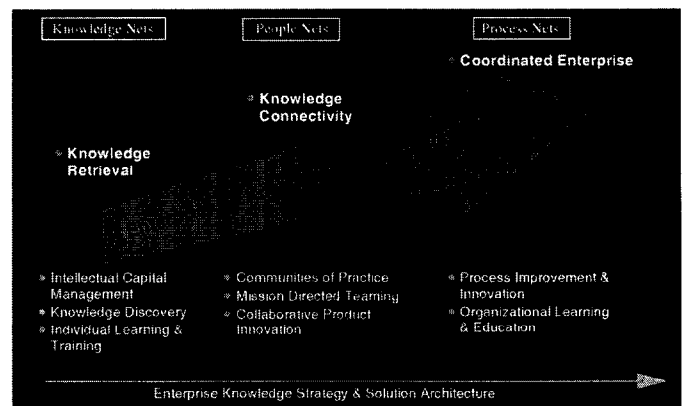 Knowledge Nets
People Nets
Process Nets
Coordinated Enterprise
Knowledge
Connectivity
Knowledge
Retrieval
Intellectual Capital
Management
Knowledge Discovery
Individual Learning &
Training
Communities of Practice
Mission Directed Teaming
Collaborative Product
Innovation
Process Improvement &
Innovation
Organizational Learning
& Education
Enterprise Knowledge Strategy & Solution Architecture